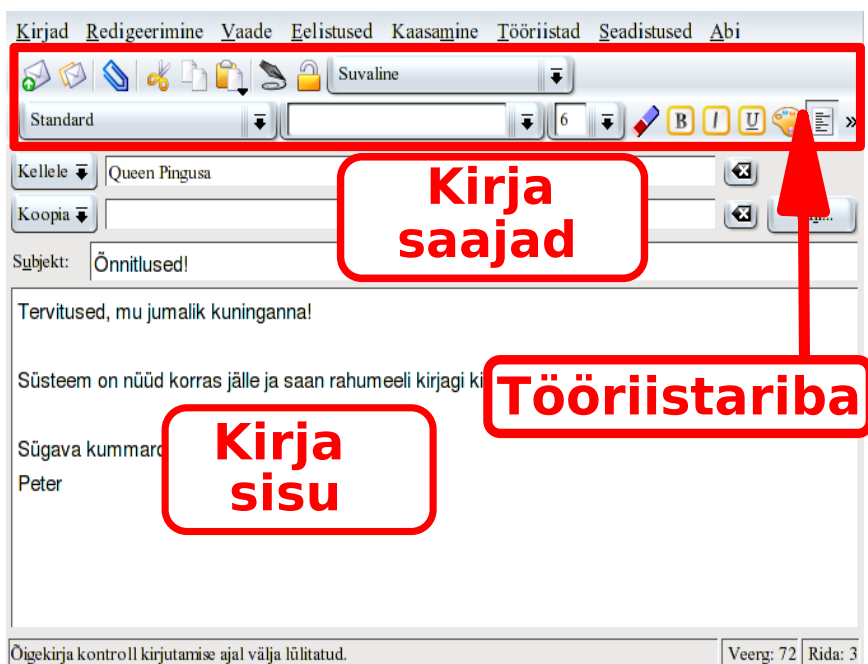 Kirjad Redigeerimine Vaade Eelistused Kaasamine Tööriistad Seadistused Abi
Suvaline
Standard 6 B I U »
Kellele Queen Pingusa
Kirja
Koopia
saajad
Subjekt: Õnnitlused!
Tervitused, mu jumalik kuninganna!
Süsteem on nüüd korras jälle ja saan rahumeeli kirjagi
Tööriistariba
Sügava
Kirja
Peter
sisu
Õigekirja kontroll kirjutamise ajal välja lülitatud. Veerg: 72 Rida: 3